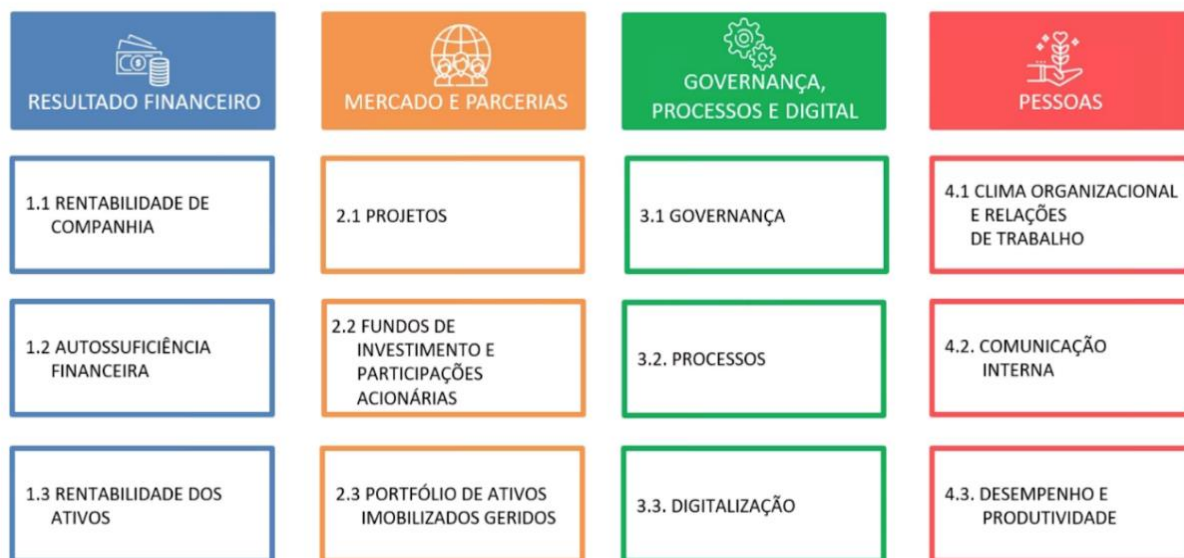 RESULTADO FINANCEIRO
1.1 RENTABILIDADE DE
COMPANHIA
1.2 AUTOSSUFICIÊNCIA
FINANCEIRA
1.3 RENTABILIDADE DOS
ATIVOS
MERCADO E PARCERIAS
2.1 PROJETOS
2.2 FUNDOS DE
INVESTIMENTO E
PARTICIPAÇÕES
ACIONÁRIAS
2.3 PORTFÓLIO DE ATIVOS
IMOBILIZADOS GERIDOS
GOVERNANÇA,
PROCESSOS E DIGITAL
3.1 GOVERNANÇA
3.2. PROCESSOS
3.3. DIGITALIZAÇÃO
PESSOAS
4.1 CLIMA ORGANIZACIONAL
E RELAÇÕES
DE TRABALHO
4.2. COMUNICAÇÃO
INTERNA
4.3. DESEMPENHO E
PRODUTIVIDADE